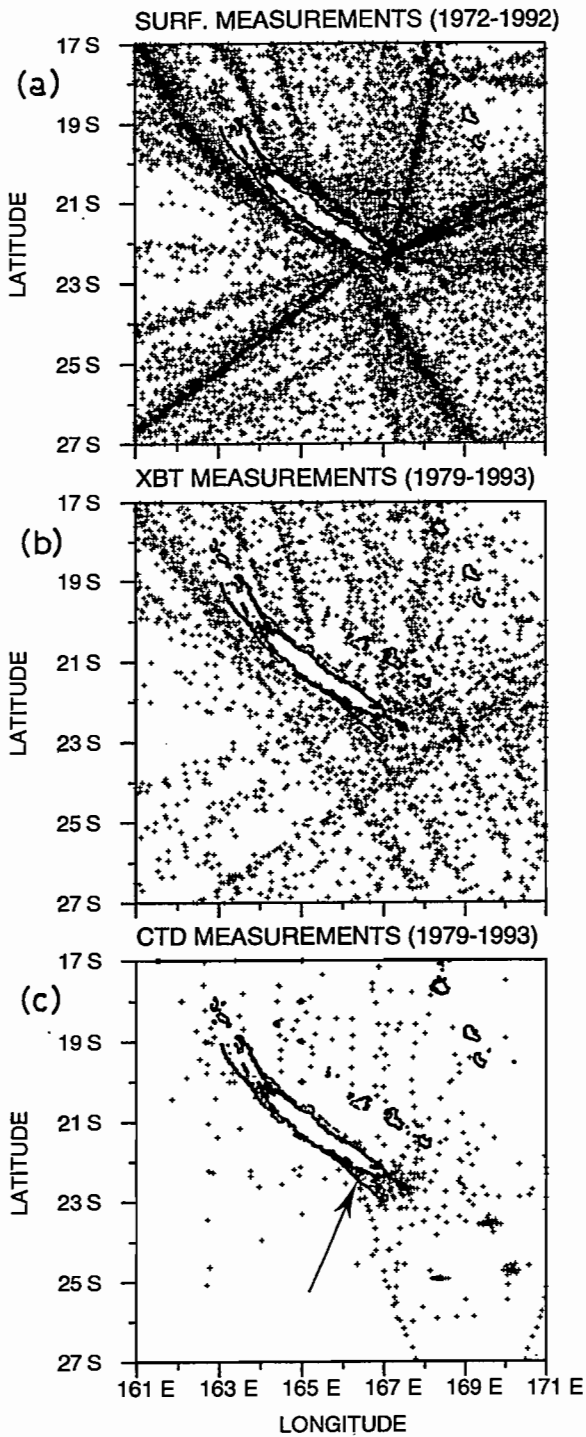 SURF. MEASUREMENTS (1972-1992)
(a)
17 S
19 S
21 S
23 S
25 S
27 S
LATITUDE
XBT MEASUREMENTS (1979-1993)
(b)
17 S
19 S
21 S
23 S
25 S
27 S
LATITUDE
CTD MEASUREMENTS (1979-1993)
(c)
17 S
19 S
21 S
23 S
25 S
27 S
LATITUDE
161 E 163 E 165 E 167 E 169 E 171 E
LONGITUDE